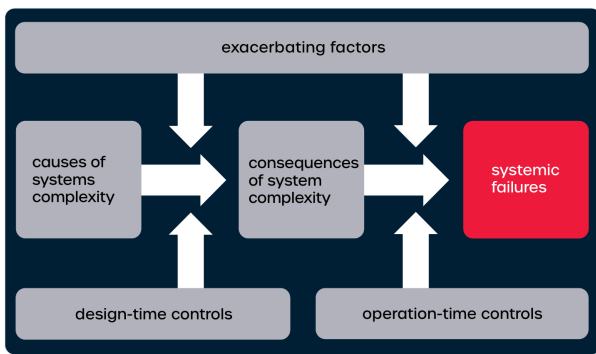 exacerbating factors
causes of
systems
complexity
consequences
of system
complexity
systemic
failures
design-time controls
operation-time controls